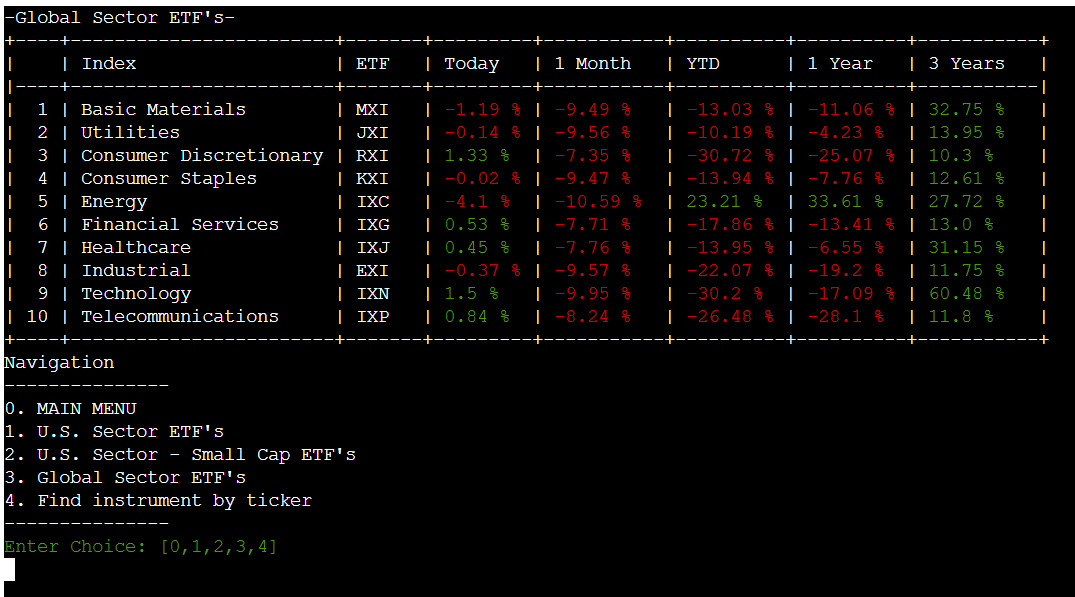 -Global Sector ETF's-
+----+------------------------+-------+---------+-----------+----------+----------+-----------+
|    | Index                  | ETF   | Today   | 1 Month   | YTD      | 1 Year   | 3 Years   |
|----+------------------------+-------+---------+-----------+----------+----------+-----------|
|  1 | Basic Materials        | MXI   | -1.19 % | -9.49 %   | -13.03 % | -11.06 % | 32.75 %   |
|  2 | Utilities              | JXI   | -0.14 % | -9.56 %   | -10.19 % | -4.23 %  | 13.95 %   |
|  3 | Consumer Discretionary | RXI   | 1.33 %  | -7.35 %   | -30.72 % | -25.07 % | 10.3 %    |
|  4 | Consumer Staples       | KXI   | -0.02 % | -9.47 %   | -13.94 % | -7.76 %  | 12.61 %   |
|  5 | Energy                 | IXC   | -4.1 %  | -10.59 %  | 23.21 %  | 33.61 %  | 27.72 %   |
|  6 | Financial Services     | IXG   | 0.53 %  | -7.71 %   | -17.86 % | -13.41 % | 13.0 %    |
|  7 | Healthcare             | IXJ   | 0.45 %  | -7.76 %   | -13.95 % | -6.55 %  | 31.15 %   |
|  8 | Industrial             | EXI   | -0.37 % | -9.57 %   | -22.07 % | -19.2 %  | 11.75 %   |
|  9 | Technology             | IXN   | 1.5 %   | -9.95 %   | -30.2 %  | -17.09 % | 60.48 %   |
| 10 | Telecommunications     | IXP   | 0.84 %  | -8.24 %   | -26.48 % | -28.1 %  | 11.8 %    |
+----+------------------------+-------+---------+-----------+----------+----------+-----------+
Navigation
---------------
0. MAIN MENU
1. U.S. Sector ETF's
2. U.S. Sector - Small Cap ETF's
3. Global Sector ETF's
4. Find instrument by ticker
---------------
Enter Choice: [0,1,2,3,4]